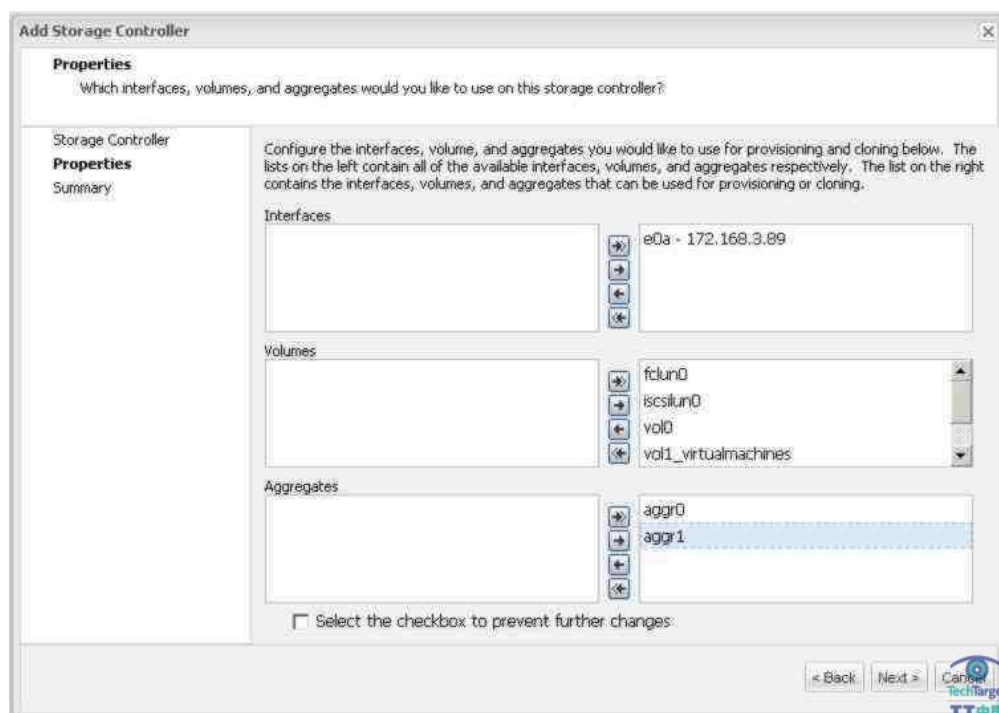 Add Storage Controller
Properties
Which interfaces, volumes, and aggregates would you like to use on this storage controller?
Storage Controller
Properties
Summary
Configure the interfaces, volume, and aggregates you would like to use for provisioning and cloning below. The
lists on the left contain all of the available interfaces, volumes, and aggregates respectively. The list on the right
contains the interfaces, volumes, and aggregates that can be used for provisioning or cloning.
Interfaces
e0a - 172.168.3.89
Volumes
fclun0
iscsilun0
vol0
vol1_virtualmachines
Aggregates
aggr0
aggr1
Select the checkbox to prevent further changes
< Back
Next >
Cancel
TechTarget